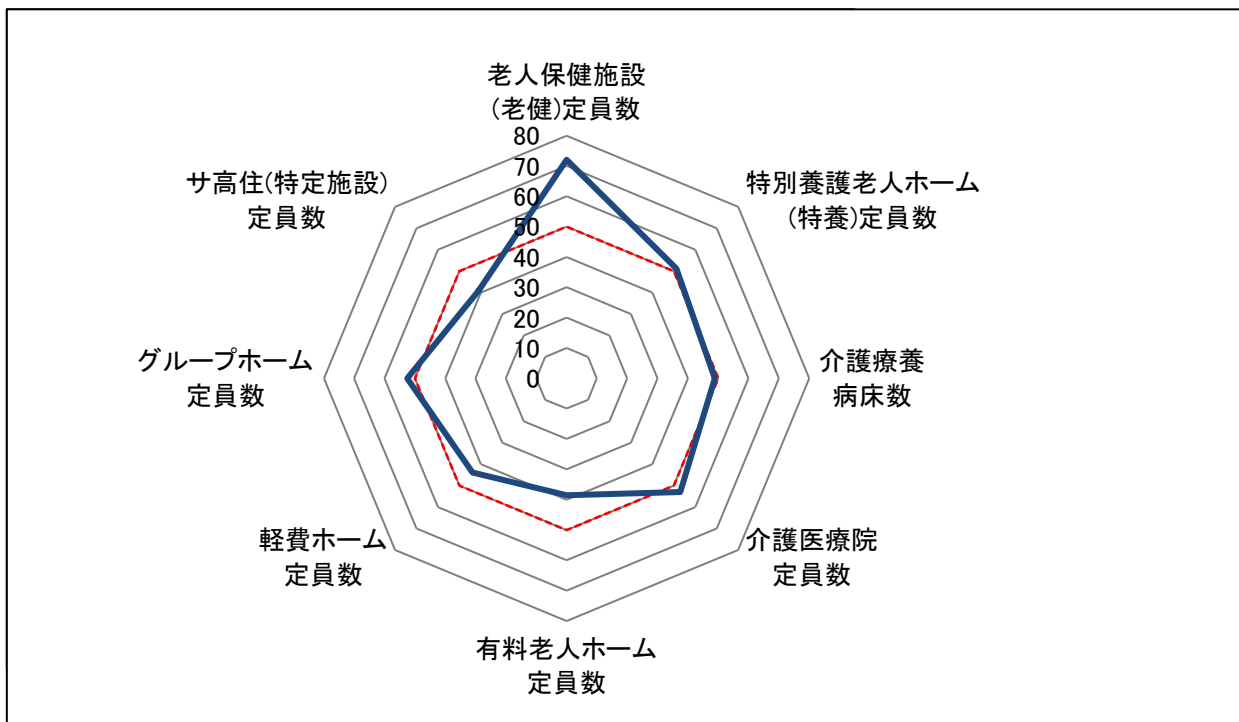 老人保健施設
(老健)定員数
特別養護老人ホーム
(特養)定員数
介護療養
病床数
介護医療院
定員数
有料老人ホーム
定員数
軽費ホーム
定員数
グループホーム
定員数
サ高住(特定施設)
定員数
80
70
60
50
40
30
20
10
0